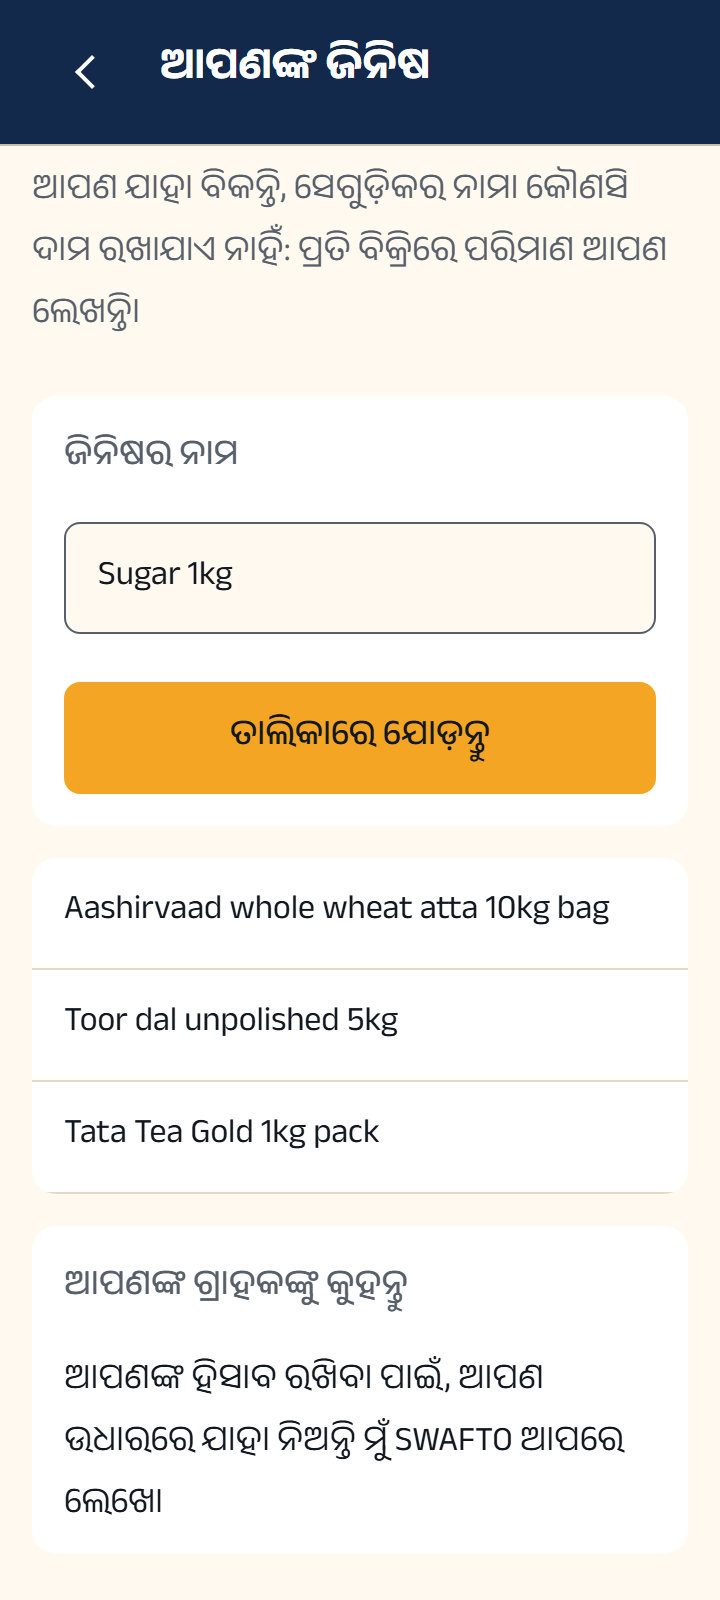 ଆପଣଙ୍କ ଜିନିଷ
ଆପଣ ଯାହା ବିକନ୍ତି, ସେଗୁଡ଼ିକର ନାମ। କୌଣସି
ଦାମ ରଖାଯାଏ ନାହିଁ: ପ୍ରତି ବିକ୍ରିରେ ପରିମାଣ ଆପଣ
ଲେଖନ୍ତି।
ଜିନିଷର ନାମ
Sugar 1kg
ତାଲିକାରେ ଯୋଡ଼ନ୍ତୁ
Aashirvaad whole wheat atta 10kg bag
Toor dal unpolished 5kg
Tata Tea Gold 1kg pack
ଆପଣଙ୍କ ଗ୍ରାହକଙ୍କୁ କୁହନ୍ତୁ
ଆପଣଙ୍କ ହିସାବ ରଖିବା ପାଇଁ, ଆପଣ
ଉଧାରରେ ଯାହା ନିଅନ୍ତି ମୁଁ SWAFTO ଆପରେ
ଲେଖେ।